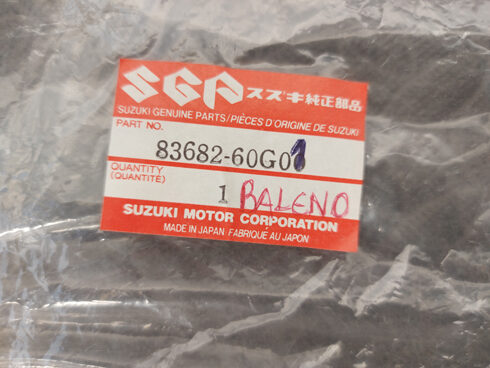 SGP スズキ純正部品
SUZUKI GENUINE PARTS/PIÈCES D'ORIGINE DE SUZUKI
PART NO.
83682-60G01
QUANTITY
(QUANTITÉ)
1 BALENO
SUZUKI MOTOR CORPORATION
MADE IN JAPAN FABRIQUÉ AU JAPON